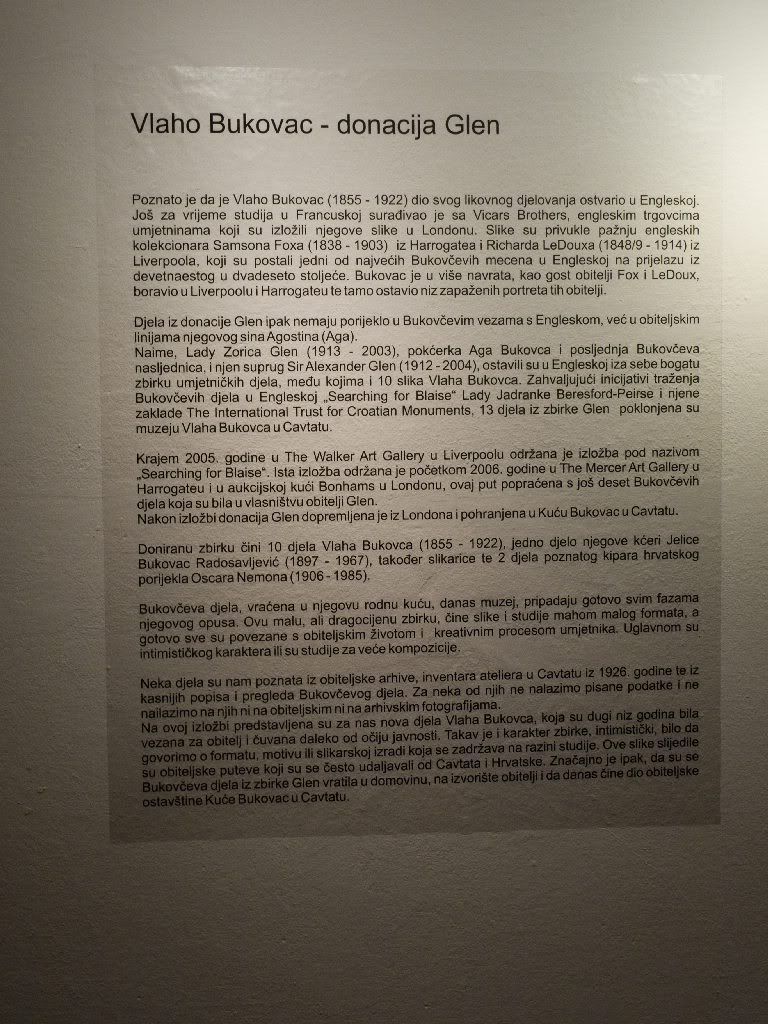 Vlaho Bukovac - donacija Glen
Poznato je da je Vlaho Bukovac (1855 - 1922) dio svog likovnog djelovanja ostvario u Engleskoj.
Još za vrijeme studija u Francuskoj surađivao je sa Vicars Brothers, engleskim trgovcima
umjetninama koji su izložili njegove slike u Londonu. Slike su privukle pažnju engleskih
kolekcionara Samsona Foxa (1838 - 1903) iz Harrogatea i Richarda LeDouxa (1848/9 - 1914) iz
Liverpoola, koji su postali jedni od najvećih Bukovčevih mecena u Engleskoj na prijelazu iz
devetnaestog u dvadeseto stoljeće. Bukovac je u više navrata, kao gost obitelji Fox i LeDoux,
boravio u Liverpoolu i Harrogateu te tamo ostavio niz zapaženih portreta tih obitelji.
Djela iz donacije Glen ipak nemaju porijeklo u Bukovčevim vezama s Engleskom, već u obiteljskim
linijama njegovog sina Agostina (Aga).
Naime, Lady Zorica Glen (1913 - 2003), pokćerka Aga Bukovca i posljednja Bukovčeva
nasljednica, i njen suprug Sir Alexander Glen (1912 - 2004), ostavili su u Engleskoj iza sebe bogatu
zbirku umjetničkih djela, među kojima i 10 slika Vlaha Bukovca. Zahvaljujući inicijativi traženja
Bukovčevih djela u Engleskoj „Searching for Blaise“ Lady Jadranke Beresford-Peirse i njene
zaklade The International Trust for Croatian Monuments, 13 djela iz zbirke Glen poklonjena su
muzeju Vlaha Bukovca u Cavtatu.
Krajem 2005. godine u The Walker Art Gallery u Liverpoolu održana je izložba pod nazivom
„Searching for Blaise“. Ista izložba održana je početkom 2006. godine u The Mercer Art Gallery u
Harrogateu i u aukcijskoj kući Bonhams u Londonu, ovaj put popraćena s još deset Bukovčevih
djela koja su bila u vlasništvu obitelji Glen.
Nakon izložbi donacija Glen dopremljena je iz Londona i pohranjena u Kuću Bukovac u Cavtatu.
Doniranu zbirku čini 10 djela Vlaha Bukovca (1855 - 1922), jedno djelo njegove kćeri Jelice
Bukovac Radosavljević (1897 - 1967), također slikarice te 2 djela poznatog kipara hrvatskog
porijekla Oscara Nemona (1906 - 1985).
Bukovčeva djela, vraćena u njegovu rodnu kuću, danas muzej, pripadaju gotovo svim fazama
njegovog opusa. Ovu malu, ali dragocijenu zbirku, čine slike i studije mahom malog formata, a
gotovo sve su povezane s obiteljskim životom i kreativnim procesom umjetnika. Uglavnom su
intimističkog karaktera ili su studije za veće kompozicije.
Neka djela su nam poznata iz obiteljske arhive, inventara ateliera u Cavtatu iz 1926. godine te iz
kasnijih popisa i pregleda Bukovčevog djela. Za neka od njih ne nalazimo pisane podatke i ne
nailazimo na njih ni na obiteljskim ni na arhivskim fotografijama.
Na ovoj izložbi predstavljena su za nas nova djela Vlaha Bukovca, koja su dugi niz godina bila
vezana za obitelj i čuvana daleko od očiju javnosti. Takav je i karakter zbirke, intimistički, bilo da
govorimo o formatu, motivu ili slikarskoj izradi koja se zadržava na razini studije. Ove slike slijedile
su obiteljske puteve koji su se često udaljavali od Cavtata i Hrvatske. Značajno je ipak, da su se
Bukovčeva djela iz zbirke Glen vratila u domovinu, na izvorište obitelji i da danas čine dio obiteljske
ostavštine Kuće Bukovac u Cavtatu.